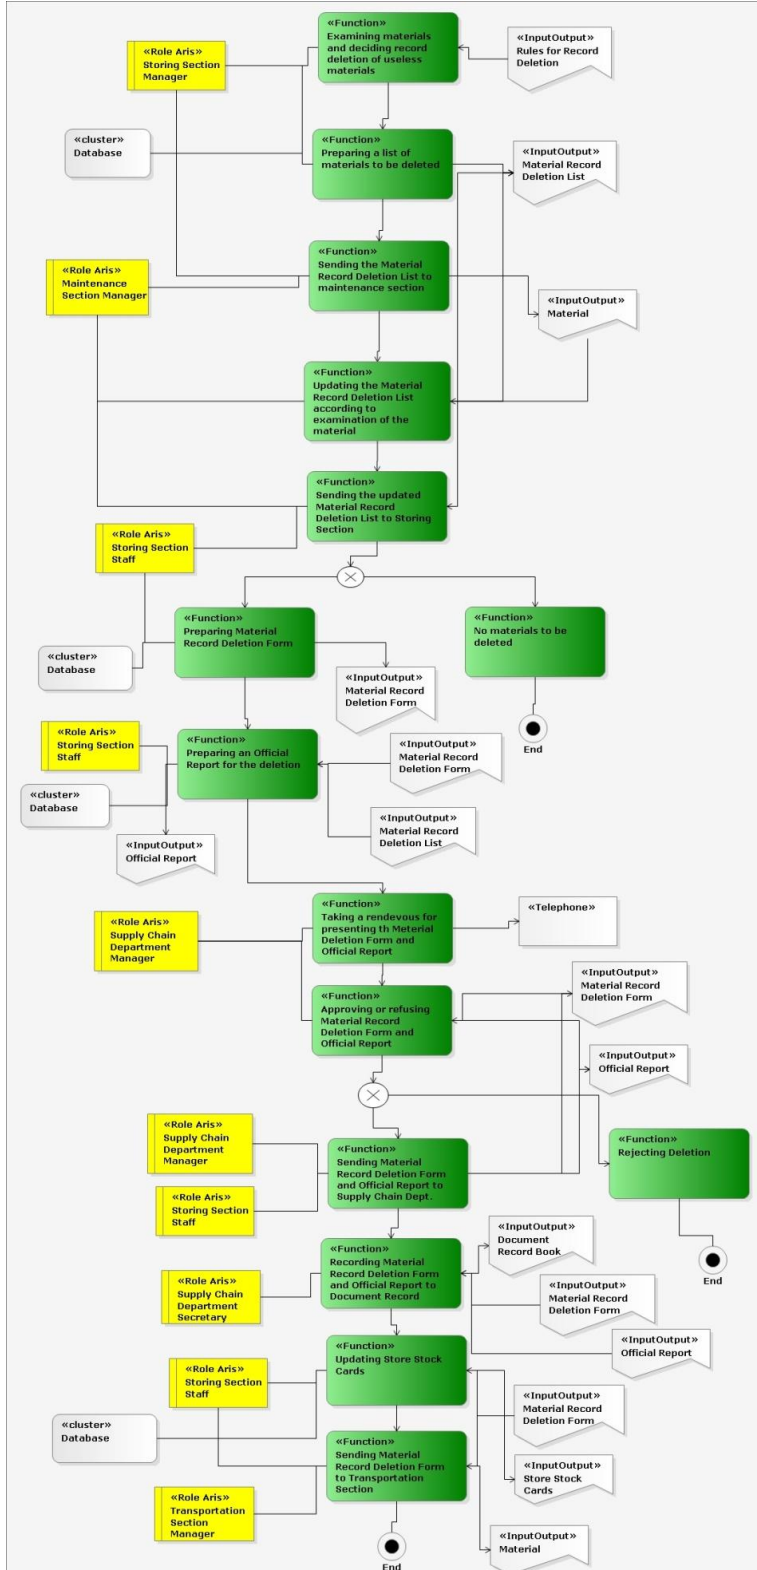 «Function»
Examining materials
and deciding record
deletion of useless
materials
«InputOutput»
Rules for Record
Deletion
«Role Aris»
Storing Section
Manager
«cluster»
Database
«Function»
Preparing a list of
materials to be deleted
«InputOutput»
Material Record
Deletion List
«Function»
Sending the Material
Record Deletion List to
maintenance section
«Role Aris»
Maintenance
Section Manager
«InputOutput»
Material
«Function»
Updating the Material
Record Deletion List
according to
examination of the
material
«Function»
Sending the updated
Material Record
Deletion List to Storing
Section
«Role Aris»
Storing Section
Staff
«Function»
Preparing Material
Record Deletion Form
«Function»
No materials to be
deleted
«cluster»
Database
«InputOutput»
Material Record
Deletion Form
End
«Role Aris»
Storing Section
Staff
«Function»
Preparing an Official
Report for the deletion
«InputOutput»
Material Record
Deletion Form
«cluster»
Database
«InputOutput»
Material Record
Deletion List
«InputOutput»
Official Report
«Function»
Taking a rendevous for
presenting th Meterial
Deletion Form and
Official Report
«Telephone»
«Role Aris»
Supply Chain
Department
Manager
«Function»
Approving or refusing
Material Record
Deletion Form and
Official Report
«InputOutput»
Material Record
Deletion Form
«InputOutput»
Official Report
«Role Aris»
Supply Chain
Department
Manager
«Function»
Sending Material
Record Deletion Form
and Official Report to
Supply Chain Dept.
«Function»
Rejecting Deletion
«Role Aris»
Storing Section
Staff
End
«Function»
Recording Material
Record Deletion Form
and Official Report to
Document Record
«InputOutput»
Document
Record Book
«Role Aris»
Supply Chain
Department
Secretary
«InputOutput»
Material Record
Deletion Form
«InputOutput»
Official Report
«Function»
Updating Store Stock
Cards
«Role Aris»
Storing Section
Staff
«InputOutput»
Material Record
Deletion Form
«cluster»
Database
«Function»
Sending Material
Record Deletion Form
to Transportation
Section
«InputOutput»
Store Stock
Cards
«Role Aris»
Transportation
Section
Manager
«InputOutput»
Material
End